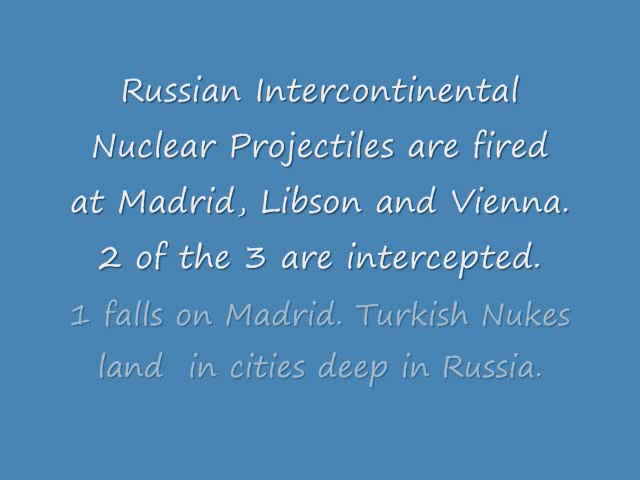 Russian Intercontinental
Nuclear Projectiles are fired
at Madrid, Libson and Vienna.
2 of the 3 are intercepted.
1 falls on Madrid. Turkish Nukes
land in cities deep in Russia.